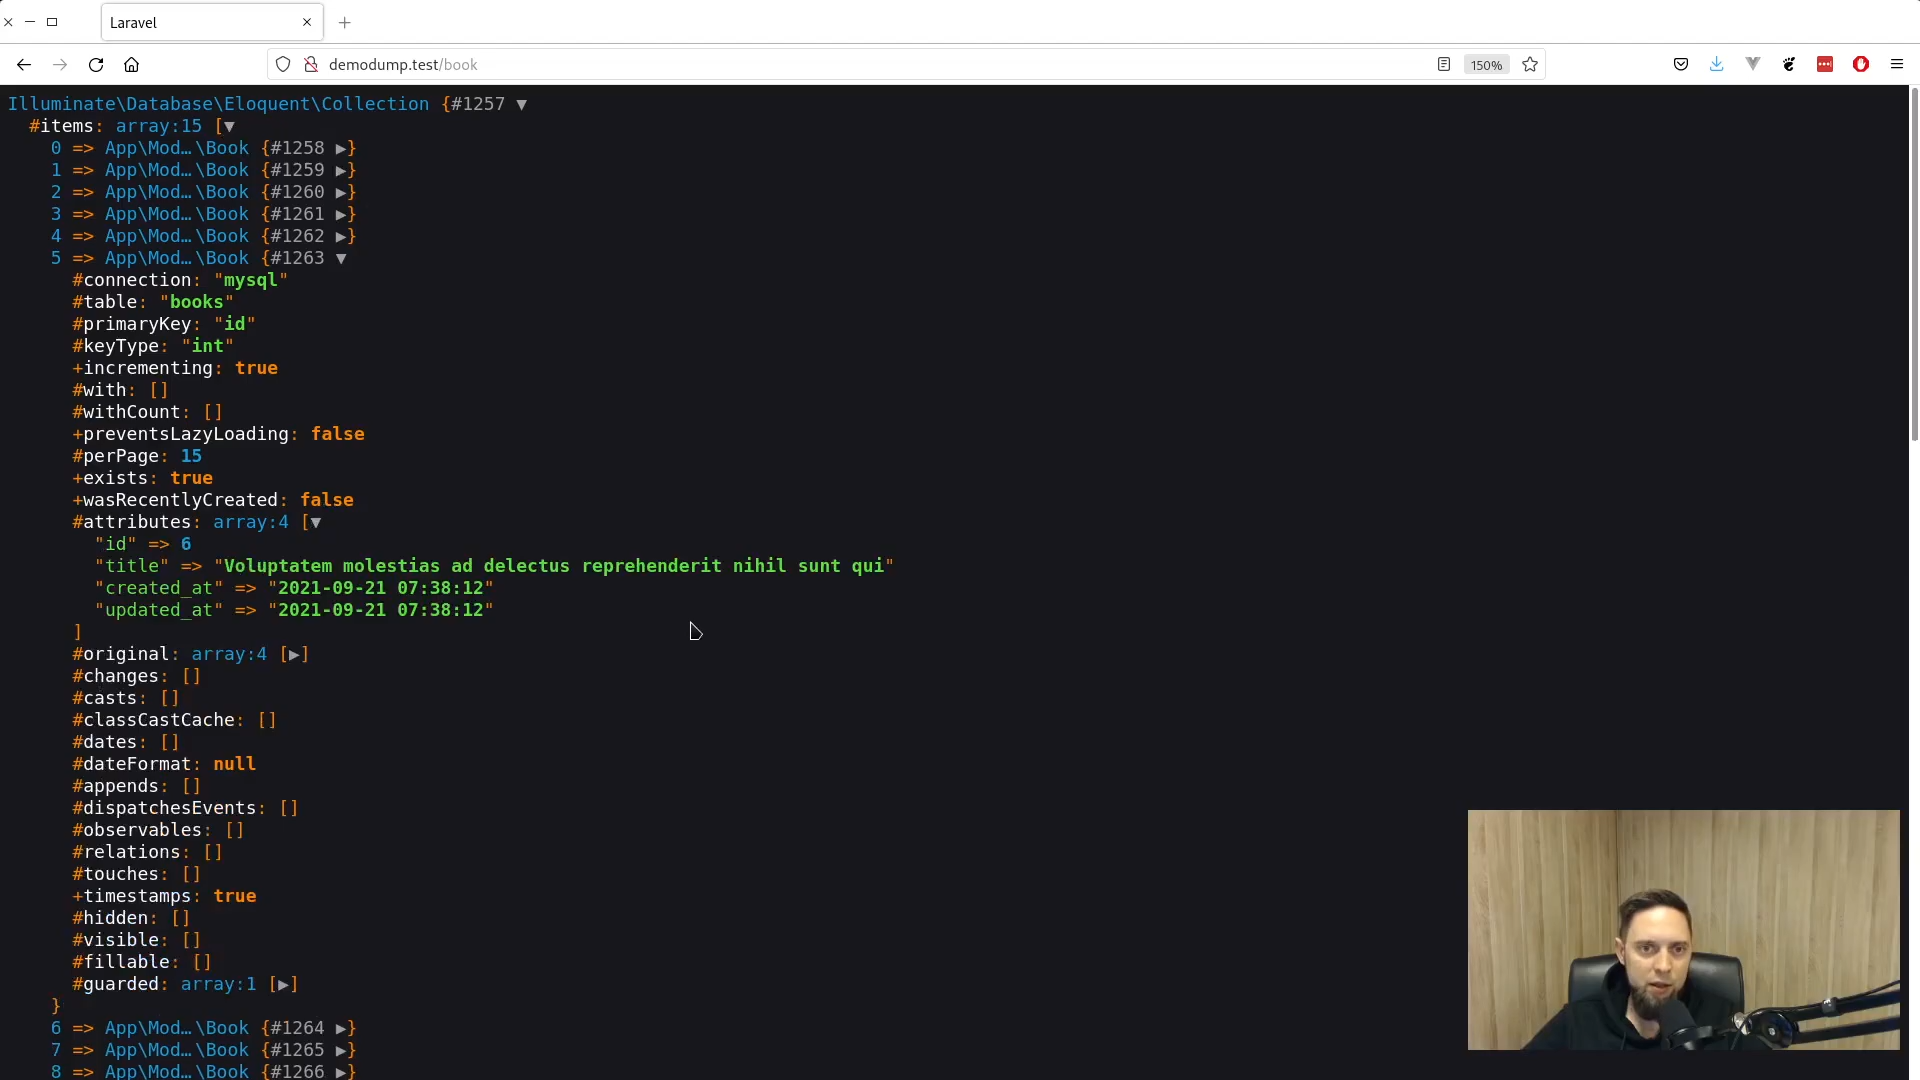 Laravel
demodump.test/book
150%
Illuminate\Database\Eloquent\Collection {#1257 ▼
#items: array:15 [▼
0 => App\Mod…\Book {#1258 ▶}
1 => App\Mod…\Book {#1259 ▶}
2 => App\Mod…\Book {#1260 ▶}
3 => App\Mod…\Book {#1261 ▶}
4 => App\Mod…\Book {#1262 ▶}
5 => App\Mod…\Book {#1263 ▼
#connection: "mysql"
#table: "books"
#primaryKey: "id"
#keyType: "int"
+incrementing: true
#with: []
#withCount: []
+preventsLazyLoading: false
#perPage: 15
+exists: true
+wasRecentlyCreated: false
#attributes: array:4 [▼
"id" => 6
"title" => "Voluptatem molestias ad delectus reprehenderit nihil sunt qui"
"created_at" => "2021-09-21 07:38:12"
"updated_at" => "2021-09-21 07:38:12"
]
#original: array:4 [▶]
#changes: []
#casts: []
#classCastCache: []
#dates: []
#dateFormat: null
#appends: []
#dispatchesEvents: []
#observables: []
#relations: []
#touches: []
+timestamps: true
#hidden: []
#visible: []
#fillable: []
#guarded: array:1 [▶]
}
6 => App\Mod…\Book {#1264 ▶}
7 => App\Mod…\Book {#1265 ▶}
8 => App\Mod…\Book {#1266 ▶}